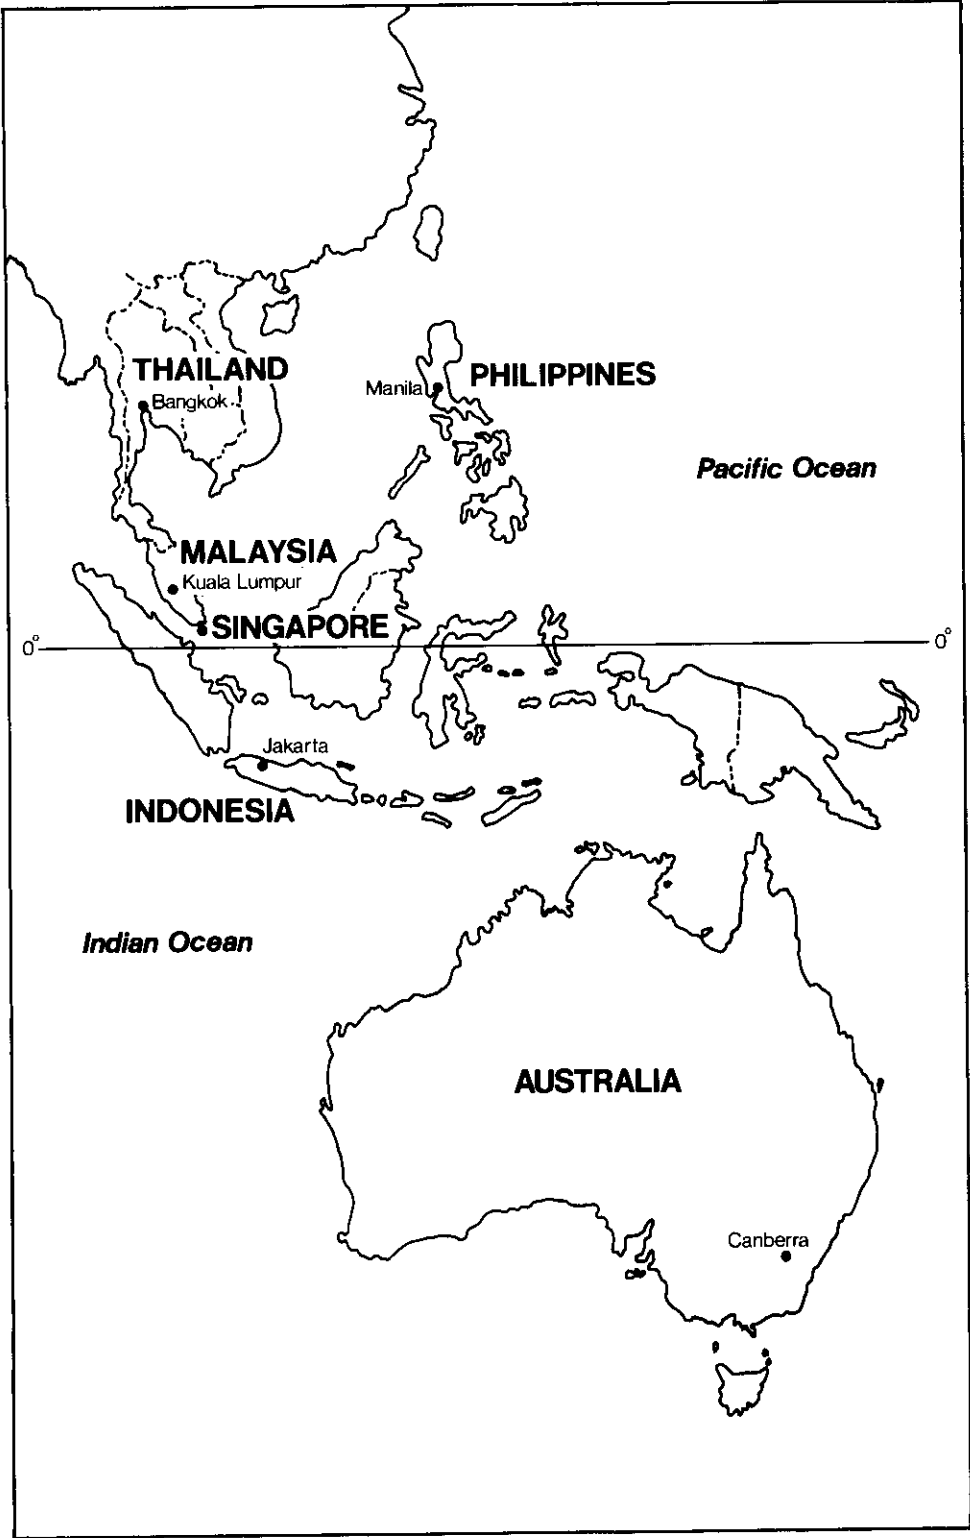 THAILAND
PHILIPPINES
Manila
Bangkok
Pacific Ocean
MALAYSIA
Kuala Lumpur
SINGAPORE
0°
0°
Jakarta
INDONESIA
Indian Ocean
AUSTRALIA
Canberra